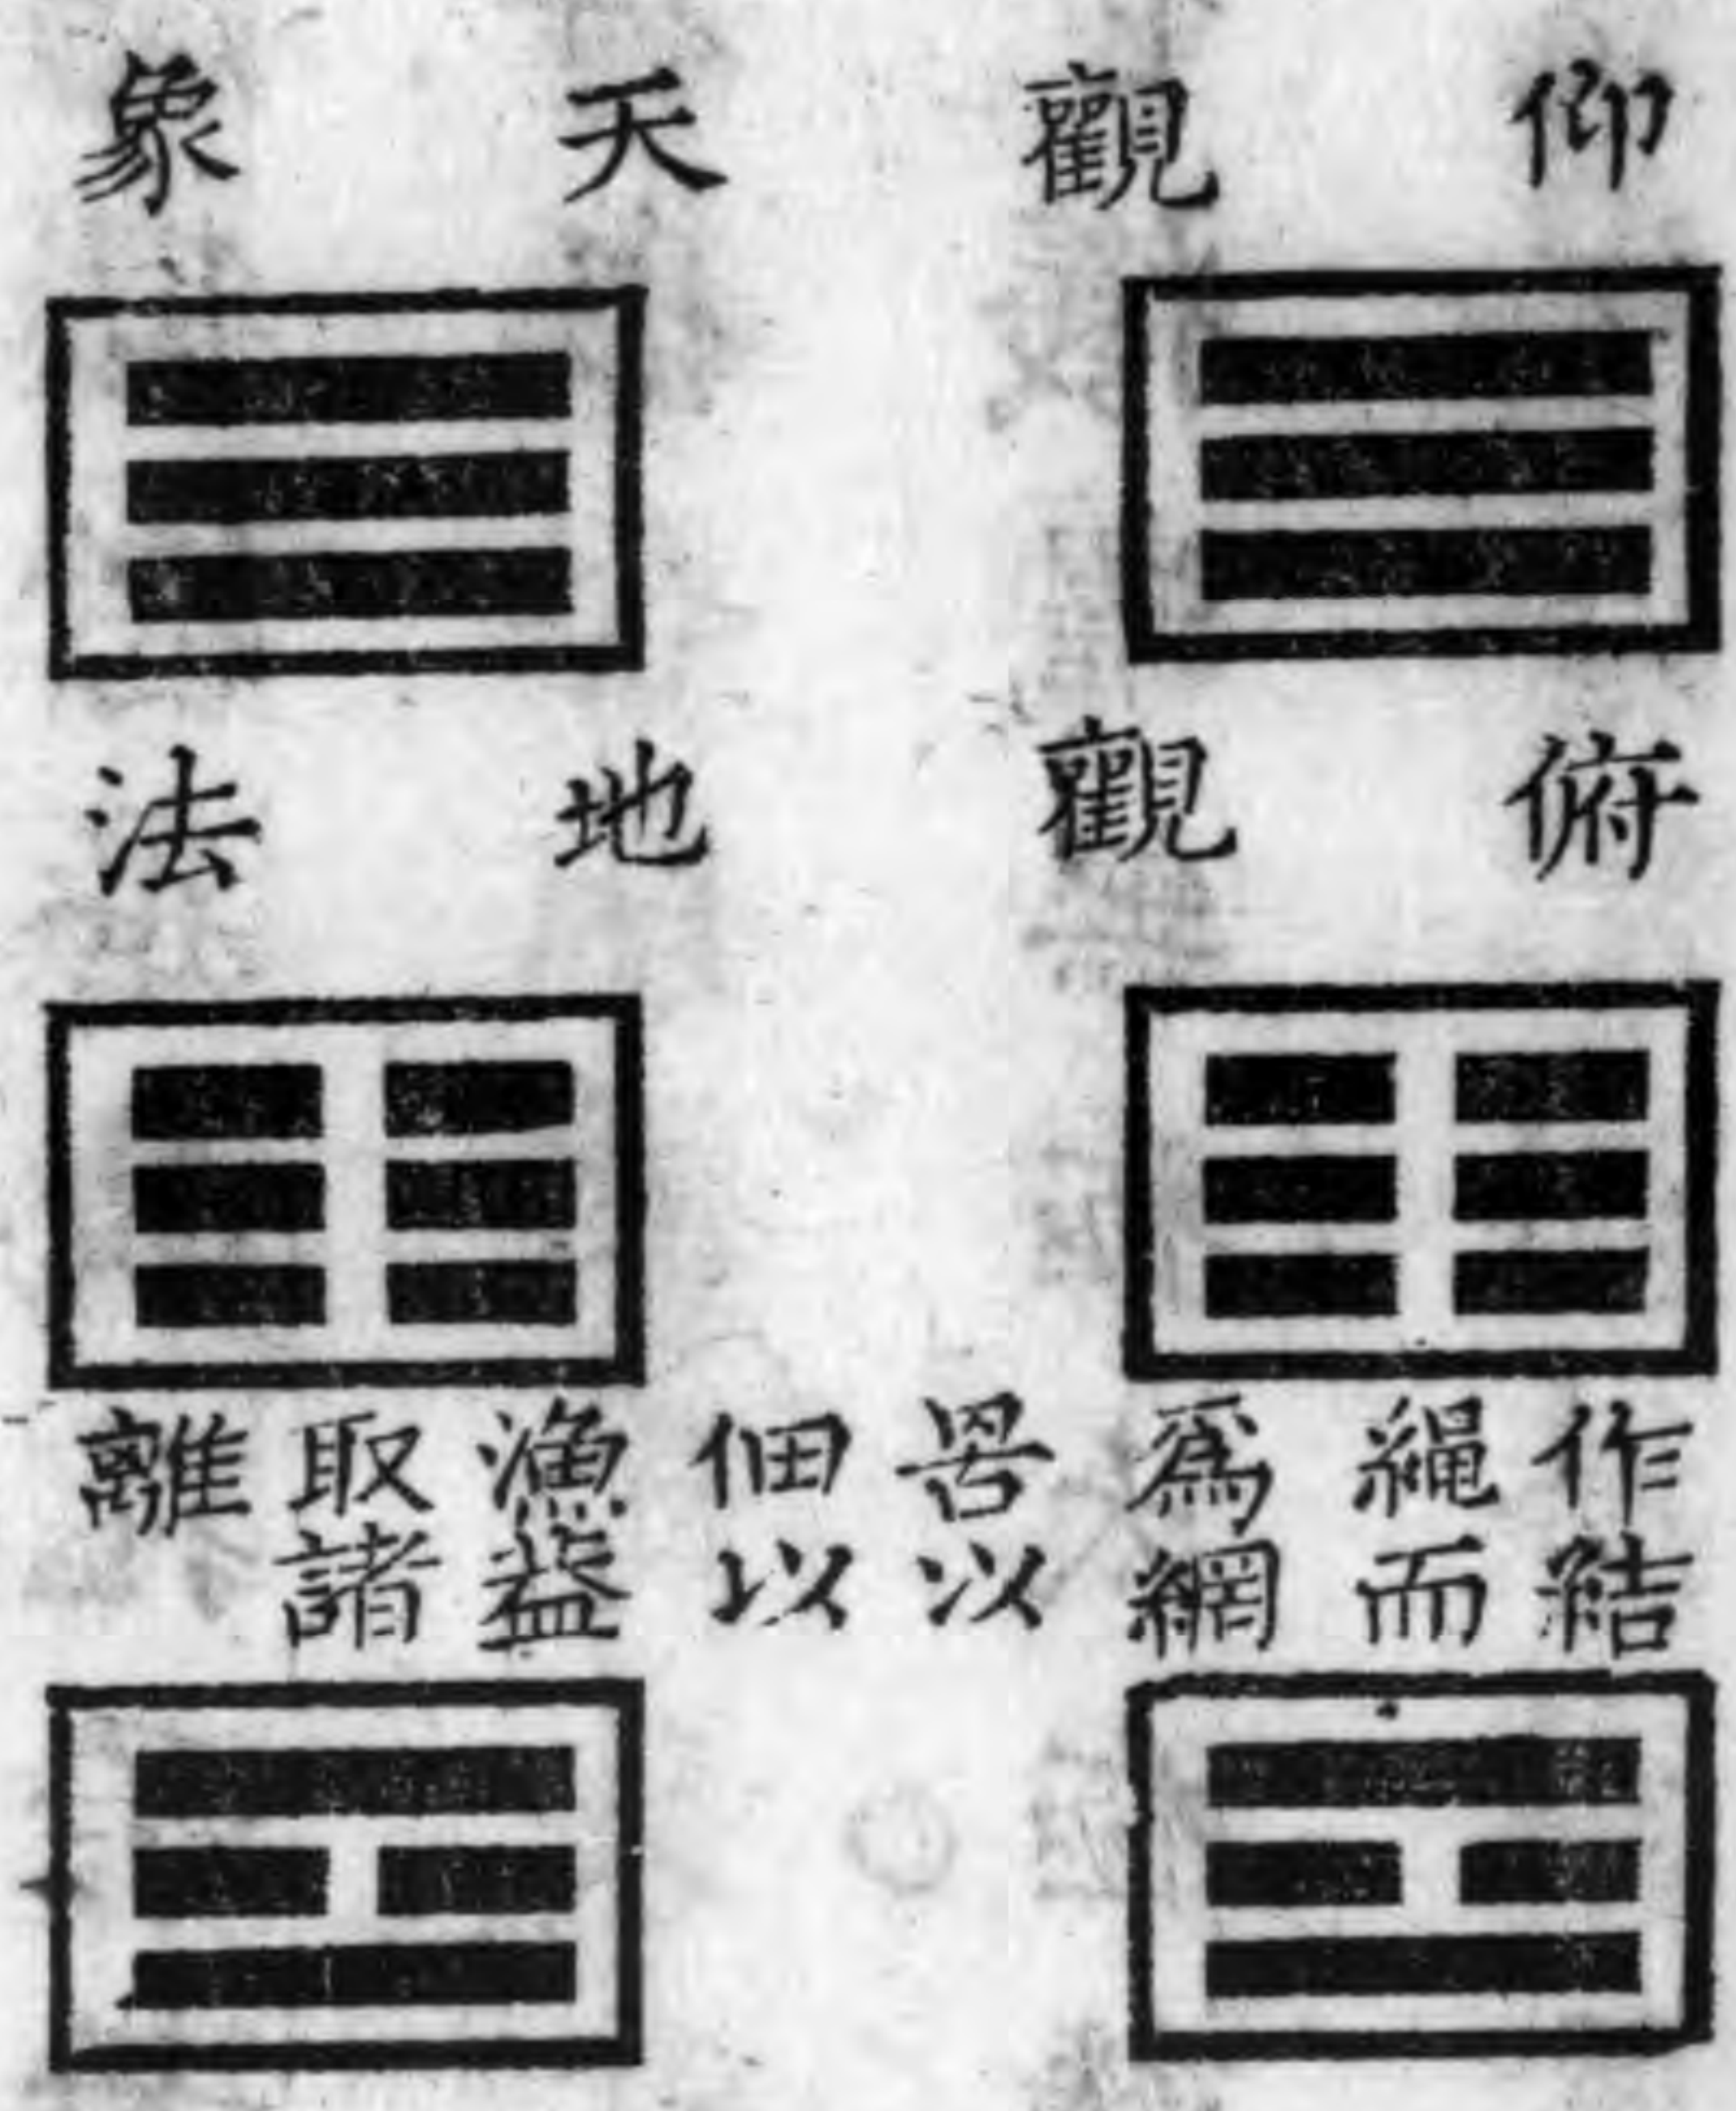 仰觀天象
俯觀地法
作結
繩而
爲網
罟以
佃以
漁蓋
取諸
離